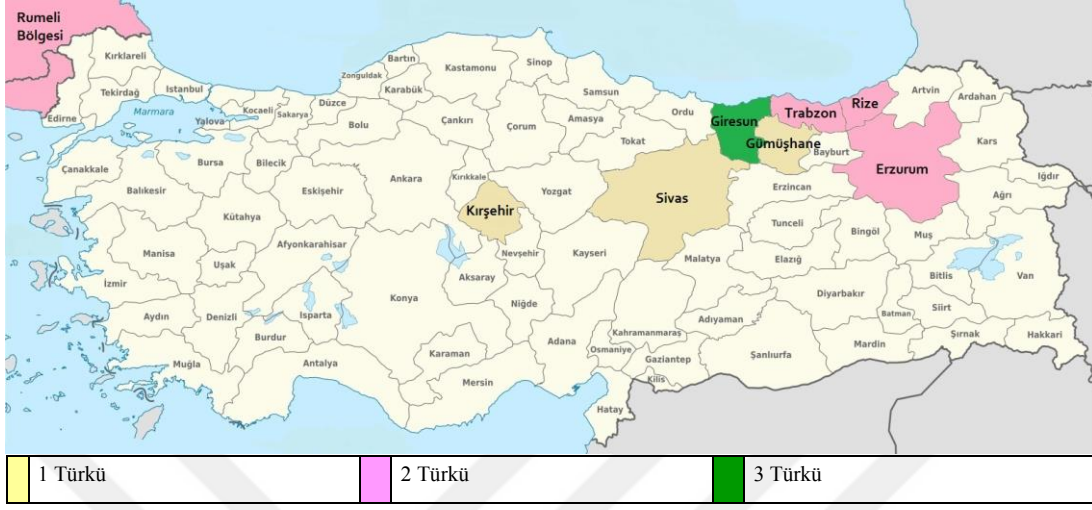 Rumeli
Bölgesi
Kırklareli
Tekirdağ
Istanbul
Edirne
Marmara
Yalova
Kocaeli
Sakarya
Düzce
Zonguldak
Bartın
Karabük
Kastamonu
Sinop
Samsun
Ordu
Giresun
Trabzon
Rize
Artvin
Ardahan
Gümüşhane
Bayburt
Erzurum
Kars
Iğdır
Ağrı
Çanakkale
Balıkesir
Bursa
Bilecik
Bolu
Çankırı
Çorum
Amasya
Tokat
Eskişehir
Ankara
Kırıkkale
Yozgat
Kırşehir
Sivas
Erzincan
Tunceli
Bingöl
Muş
Kütahya
Manisa
Uşak
Afyonkarahisar
Nevşehir
Kayseri
Malatya
Elazığ
Bitlis
Van
İzmir
Aydın
Denizli
Isparta
Burdur
Konya
Aksaray
Niğde
Adana
Kahramanmaraş
Adıyaman
Diyarbakır
Batman
Siirt
Şırnak
Hakkari
Muğla
Antalya
Karaman
Mersin
Osmaniye
Gaziantep
Kilis
Şanlıurfa
Mardin
Hatay
1 Türkü
2 Türkü
3 Türkü